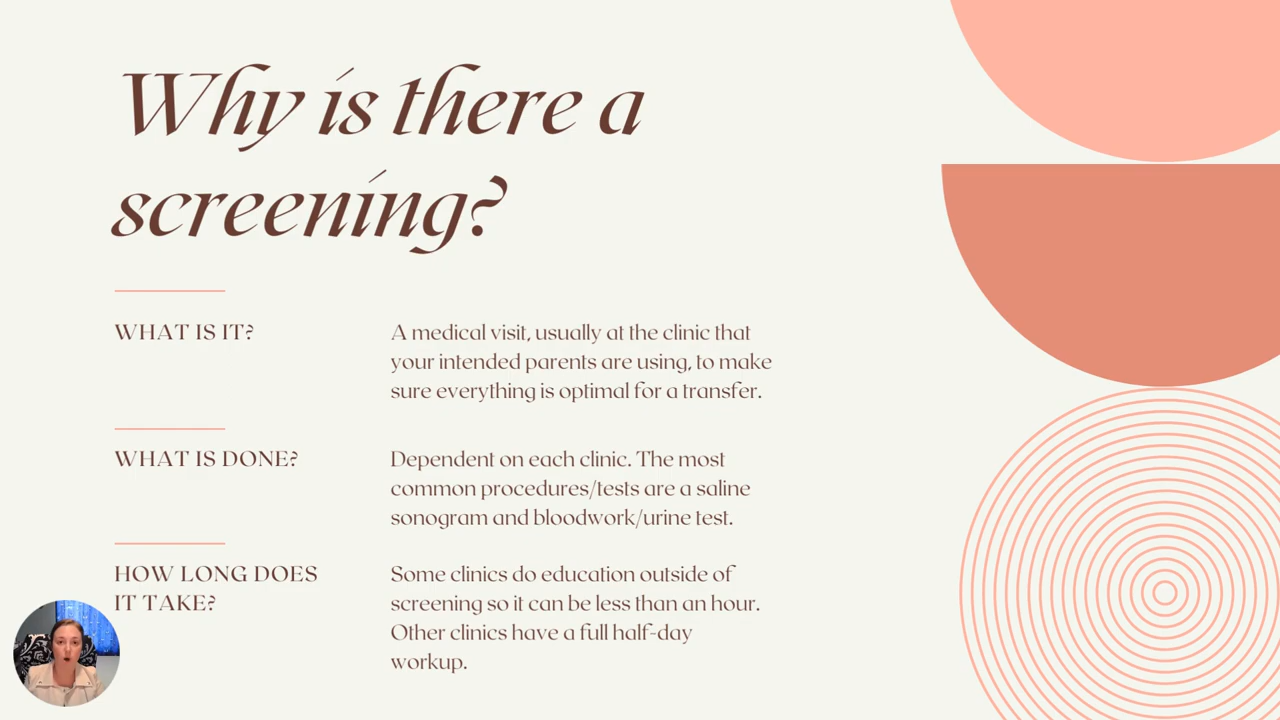 Why is there a
screening?
WHAT IS IT?
A medical visit, usually at the clinic that
your intended parents are using, to make
sure everything is optimal for a transfer.
WHAT IS DONE?
Dependent on each clinic. The most
common procedures/tests are a saline
sonogram and bloodwork/urine test.
HOW LONG DOES
IT TAKE?
Some clinics do education outside of
screening so it can be less than an hour.
Other clinics have a full half-day
workup.